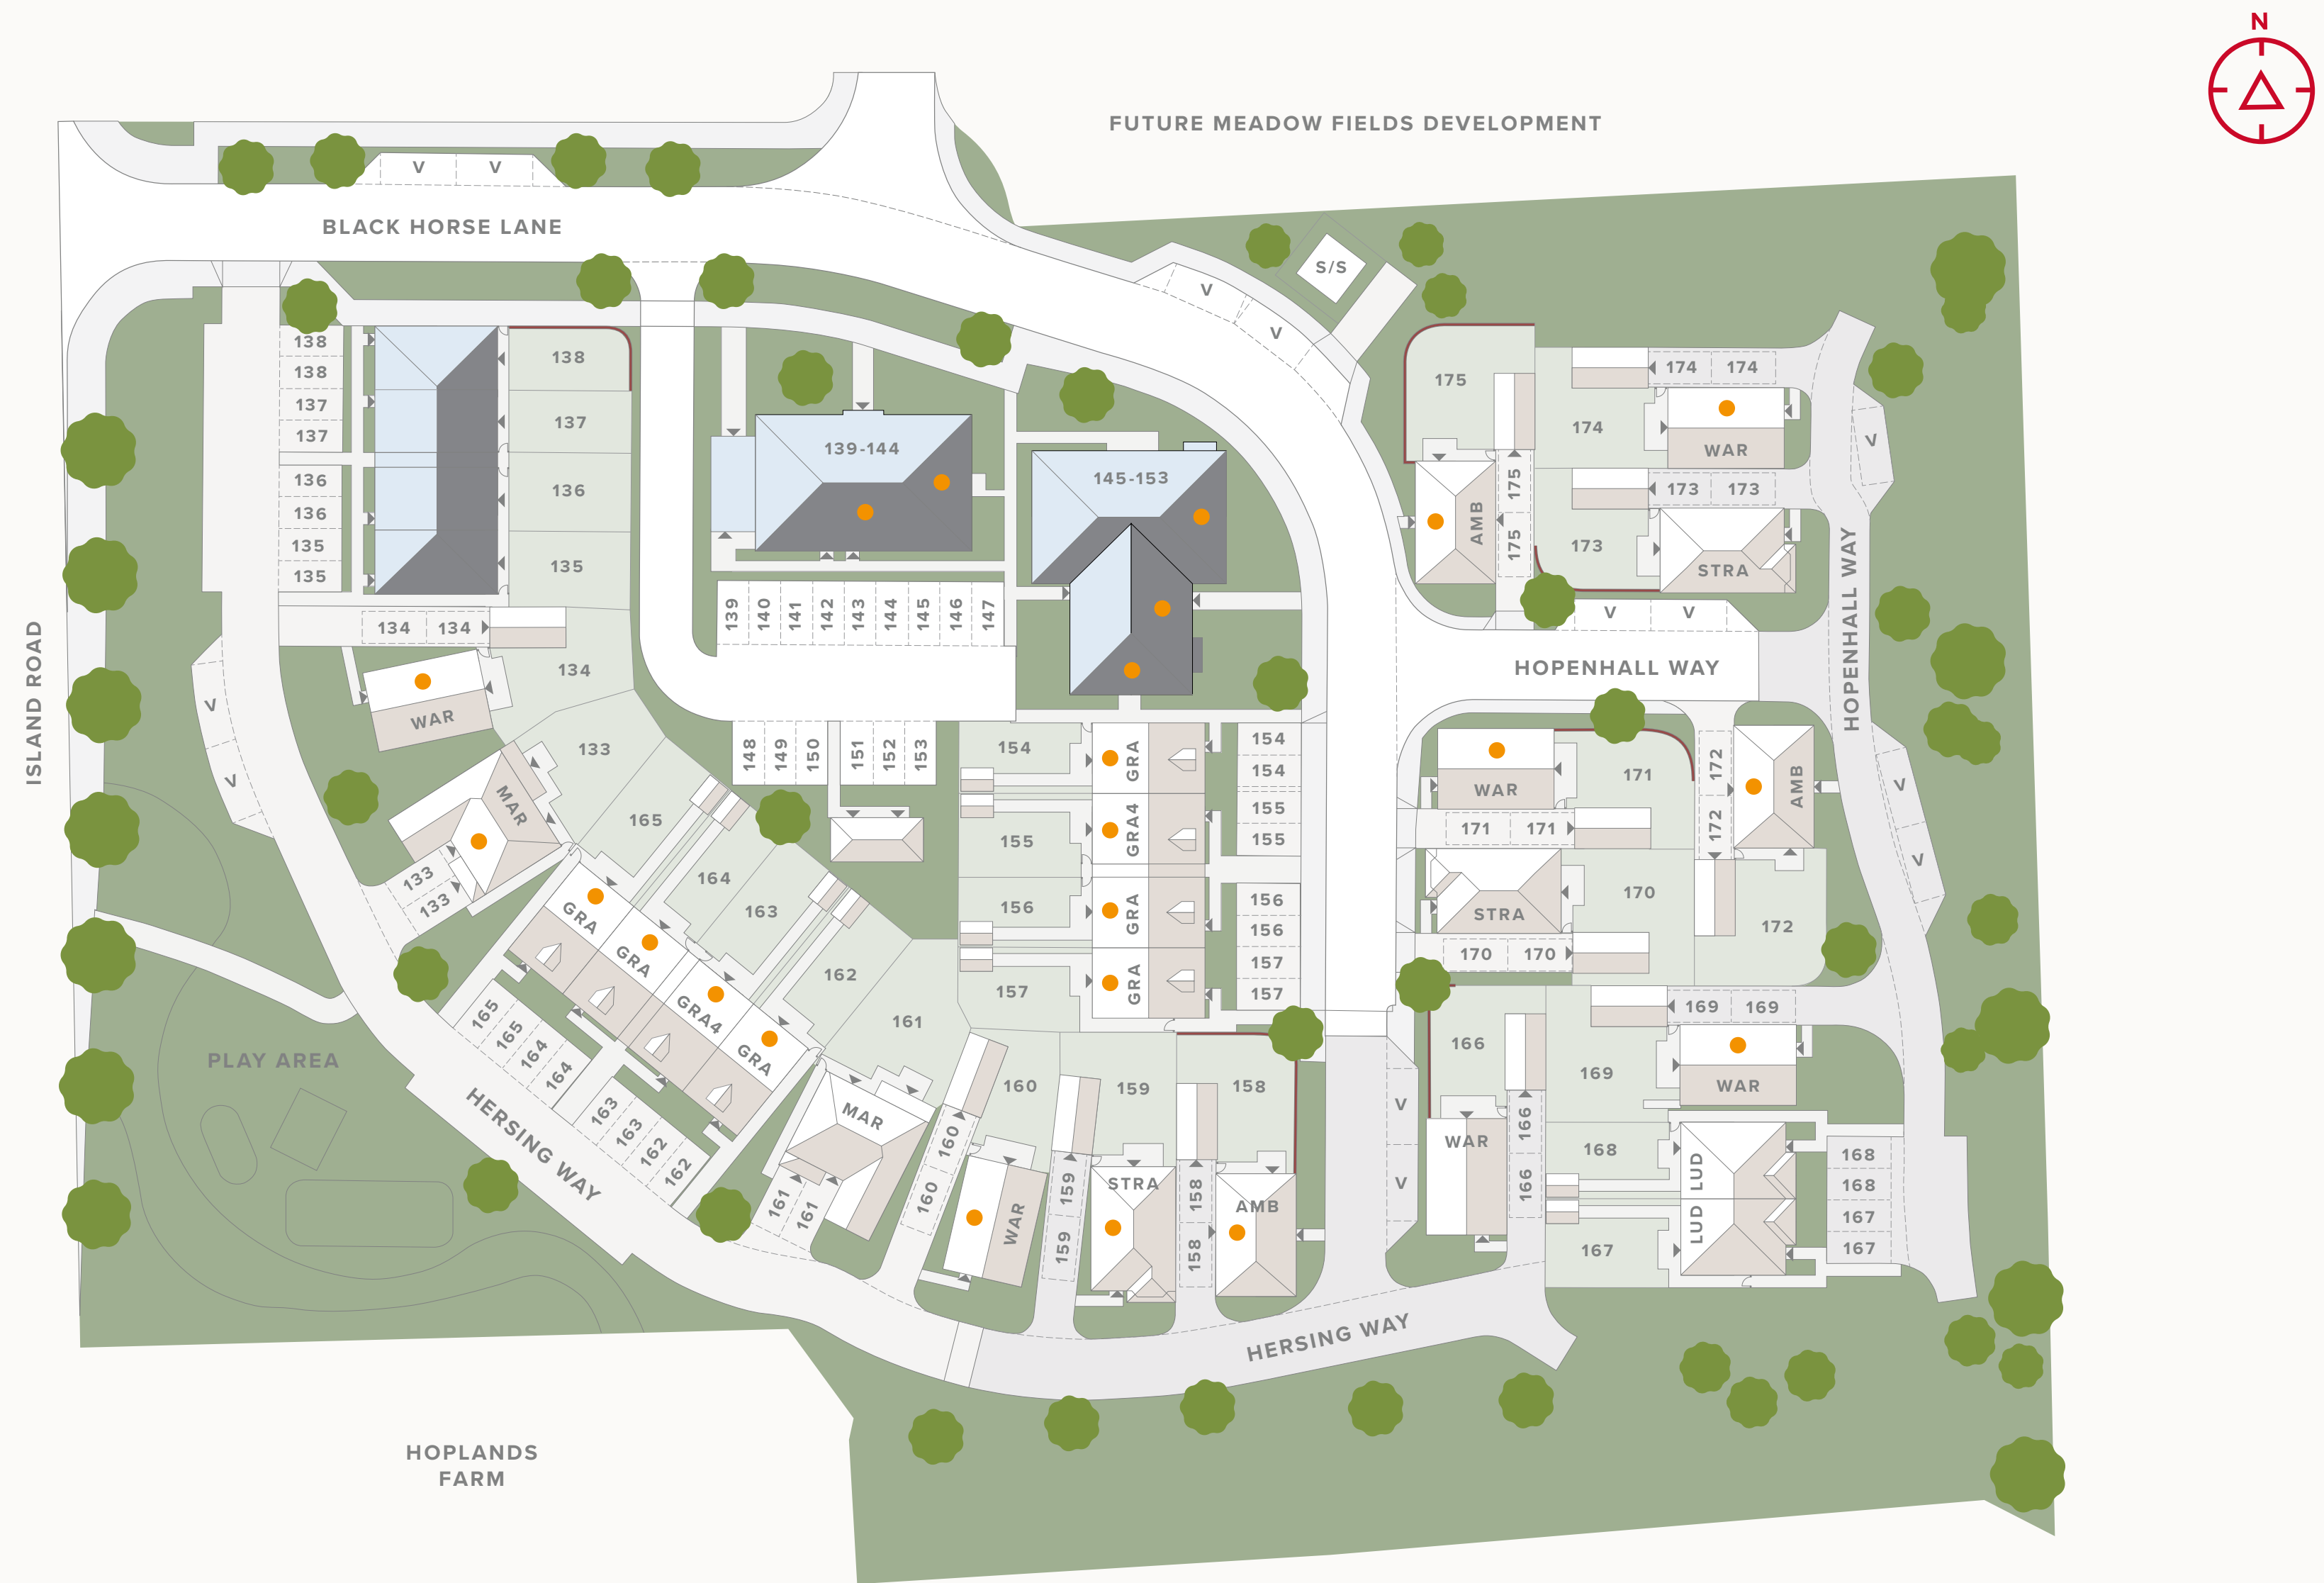 N
FUTURE MEADOW FIELDS DEVELOPMENT
V
V
BLACK HORSE LANE
S/S
V
V
138
138
137
137
136
136
135
135
138
137
136
135
134
134
134
WAR
139-144
145-153
139
140
141
142
143
144
145
146
147
148
149
150
151
152
153
175
AMB
175
175
174
174
174
WAR
173
173
173
STRA
V
V
V
HOPENHALL WAY
HOPENHALL WAY
ISLAND ROAD
V
V
133
MAR
133
133
165
164
163
162
161
GRA
GRA
GRA4
GRA
165
165
164
164
163
163
162
162
154
155
156
157
GRA
GRA4
GRA
GRA
154
154
155
155
156
156
157
157
WAR
171
171
171
172
172
AMB
172
STRA
170
170
170
V
V
PLAY AREA
HERSING WAY
MAR
161
161
160
160
160
WAR
159
159
159
STRA
158
158
158
AMB
V
V
166
WAR
166
166
169
169
169
WAR
168
167
LUD
LUD
168
168
167
167
HERSING WAY
HOPLANDS
FARM